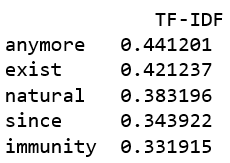 TF-IDF
anymore 0.441201
exist 0.421237
natural 0.383196
since 0.343922
immunity 0.331915